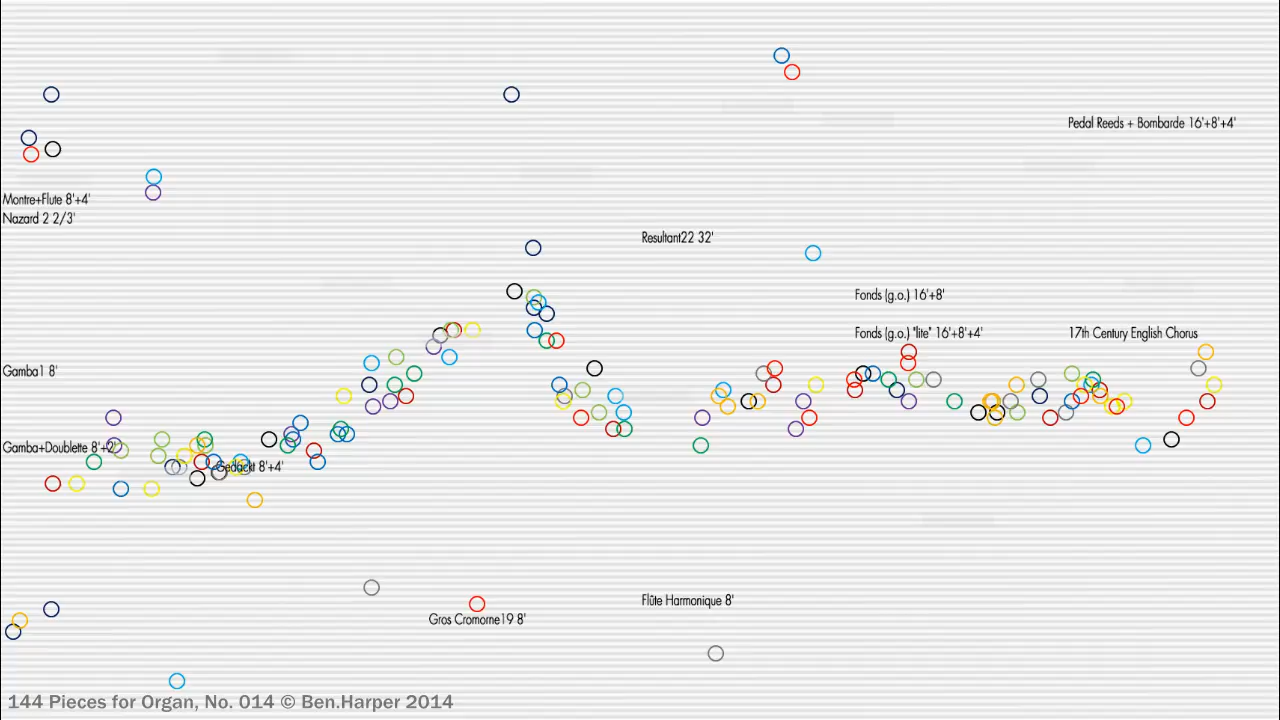 Pedal Reeds + Bombarde 16'+8'+4'
Montre+Flute 8'+4'
Nazard 2 2/3'
Resultant22 32'
Fonds (g.o.) 16'+8'
Fonds (g.o.) "lite" 16'+8'+4'
17th Century English Chorus
Gamba1 8'
Gamba+Doublette 8'+2'
Gedackt 8'+4'
Flûte Harmonique 8'
Gros Cromorne19 8'
144 Pieces for Organ, No. 014 © Ben.Harper 2014